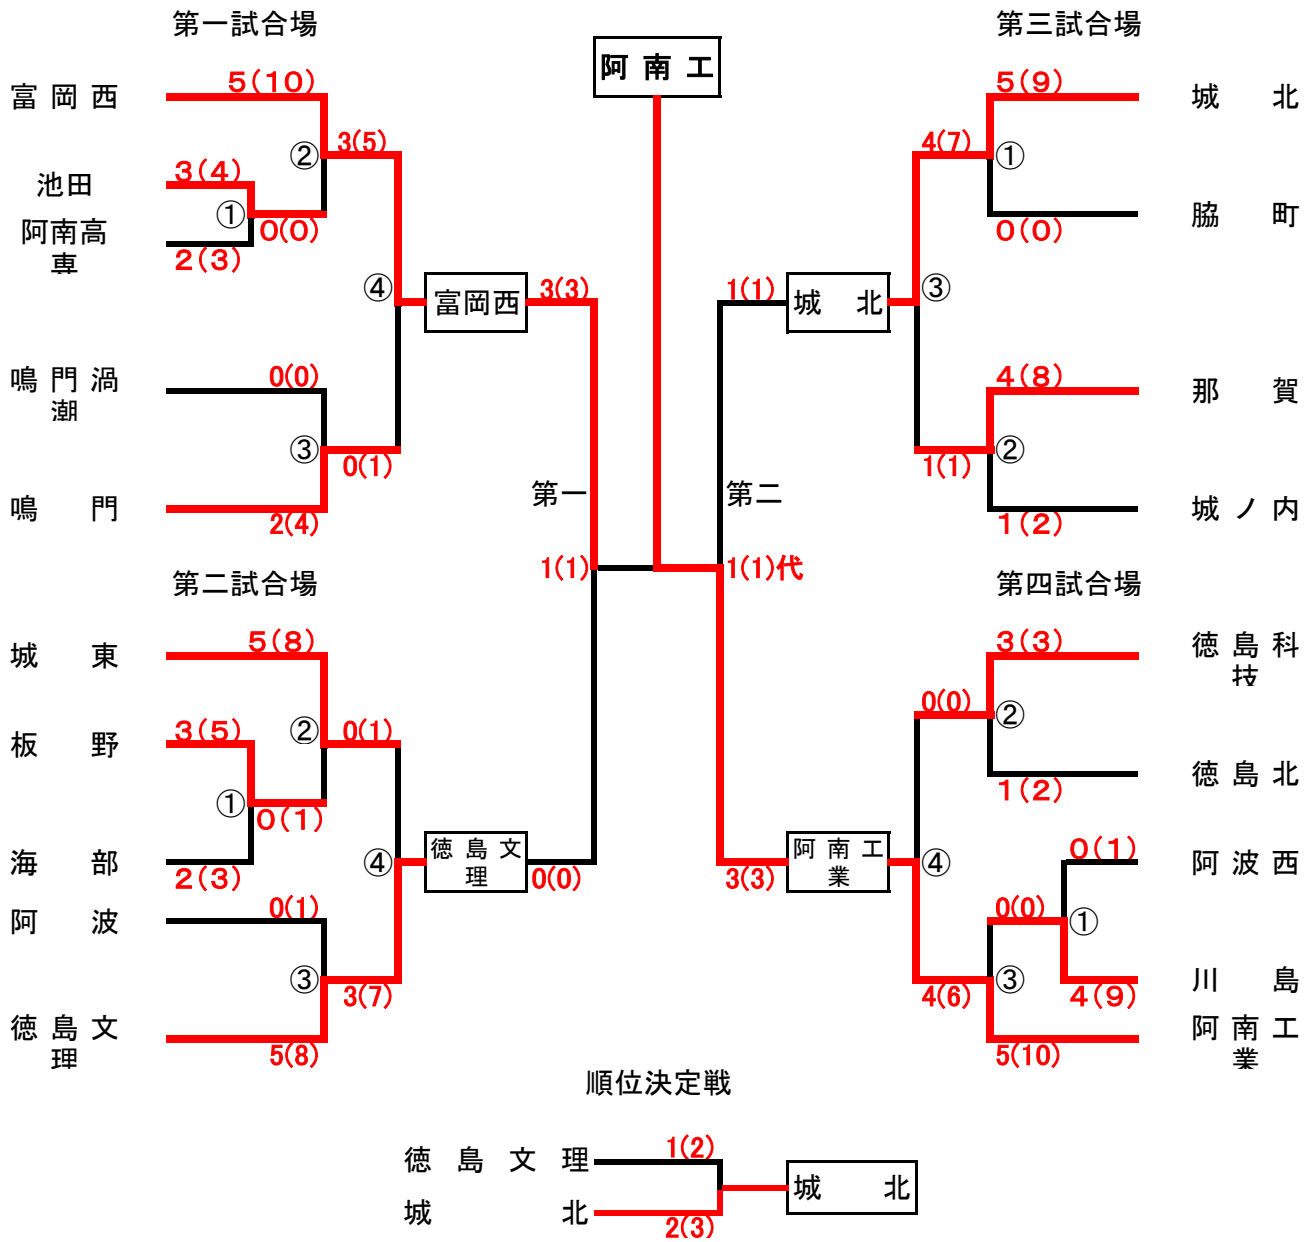 第一試合場
富岡西
5(10)
池田
3(4)
①
阿南高
専
2(3)
②
0(0)
3(5)
④
富岡西
3(3)
鳴門渦
潮
0(0)
③
0(1)
鳴門
2(4)
第二試合場
城東
5(8)
板野
3(5)
①
海部
2(3)
②
0(1)
0(1)
④
徳島文
理
0(0)
阿波
0(1)
③
3(7)
徳島文
理
5(8)
阿南工
第一
1(1)
第二
1(1)代
第三試合場
5(9)
城北
4(7)
①
0(0)
脇町
1(1)
城北
③
4(8)
那賀
1(1)
②
1(2)
城ノ内
第四試合場
3(3)
徳島科
技
0(0)
②
1(2)
徳島北
3(3)
阿南工
業
④
0(1)
阿波西
0(0)
①
4(9)
川島
4(6)
③
5(10)
阿南工
業
順位決定戦
徳島文理
1(2)
城北
2(3)
城北